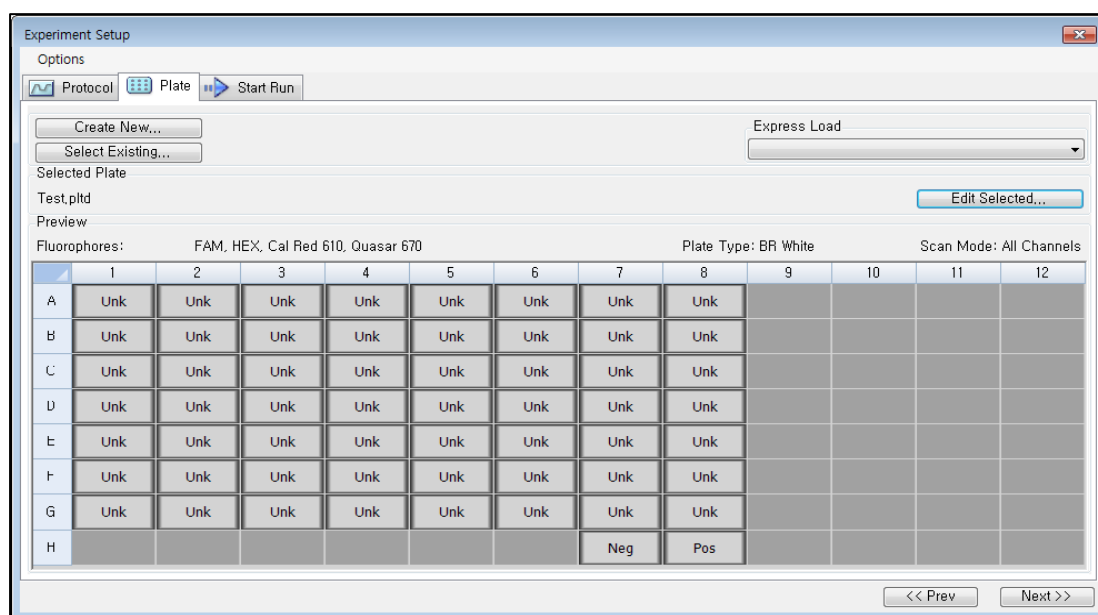 Experiment Setup
Options
Protocol Plate Start Run
Create New... Express Load
Select Existing...
Selected Plate
Test.pltd Edit Selected...
Preview
Fluorophores: FAM, HEX, Cal Red 610, Quasar 670 Plate Type: BR White Scan Mode: All Channels
1 2 3 4 5 6 7 8 9 10 11 12
A Unk Unk Unk Unk Unk Unk Unk Unk
B Unk Unk Unk Unk Unk Unk Unk Unk
C Unk Unk Unk Unk Unk Unk Unk Unk
D Unk Unk Unk Unk Unk Unk Unk Unk
E Unk Unk Unk Unk Unk Unk Unk Unk
F Unk Unk Unk Unk Unk Unk Unk Unk
G Unk Unk Unk Unk Unk Unk Unk Unk
H Neg Pos
<< Prev Next >>